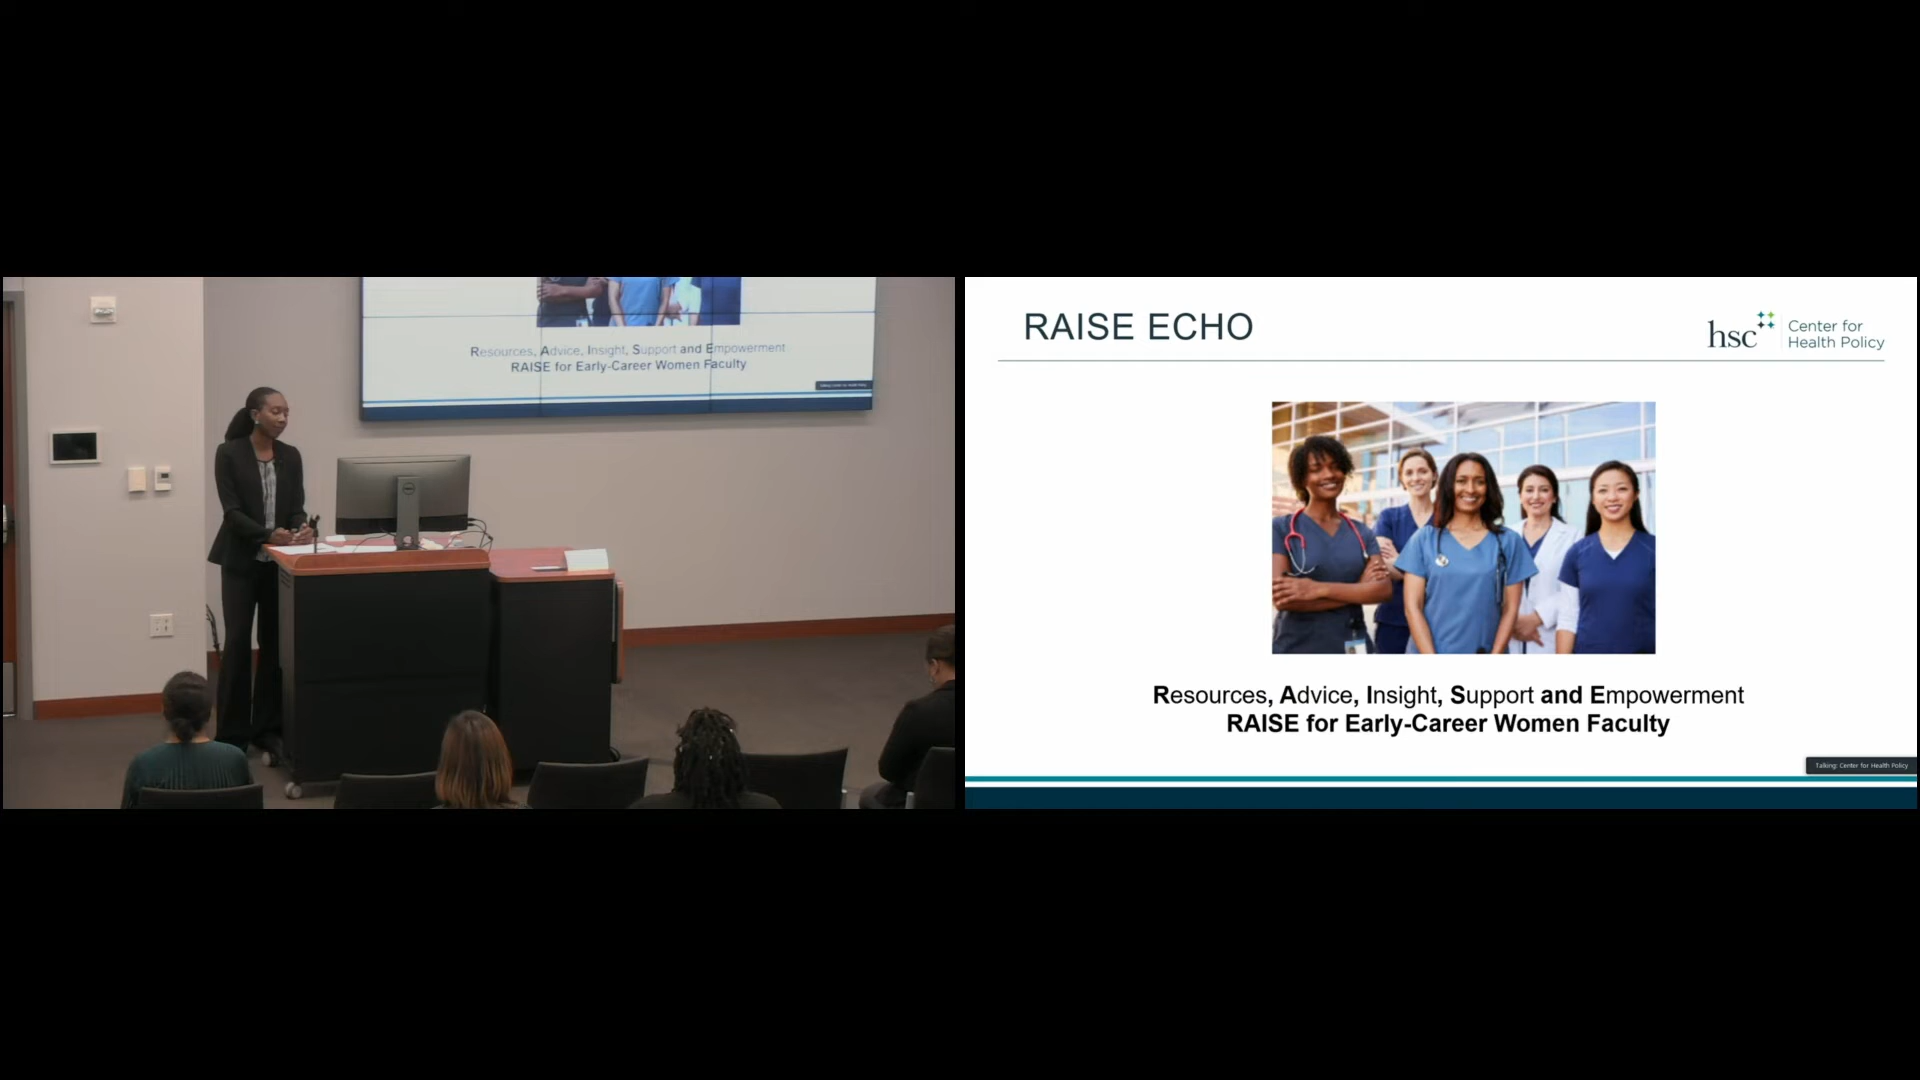 Resources, Advice, Insight, Support and Empowerment
RAISE for Early-Career Women Faculty
RAISE ECHO
hsc Center for
Health Policy
Resources, Advice, Insight, Support and Empowerment
RAISE for Early-Career Women Faculty
Talking: Center for Health Policy